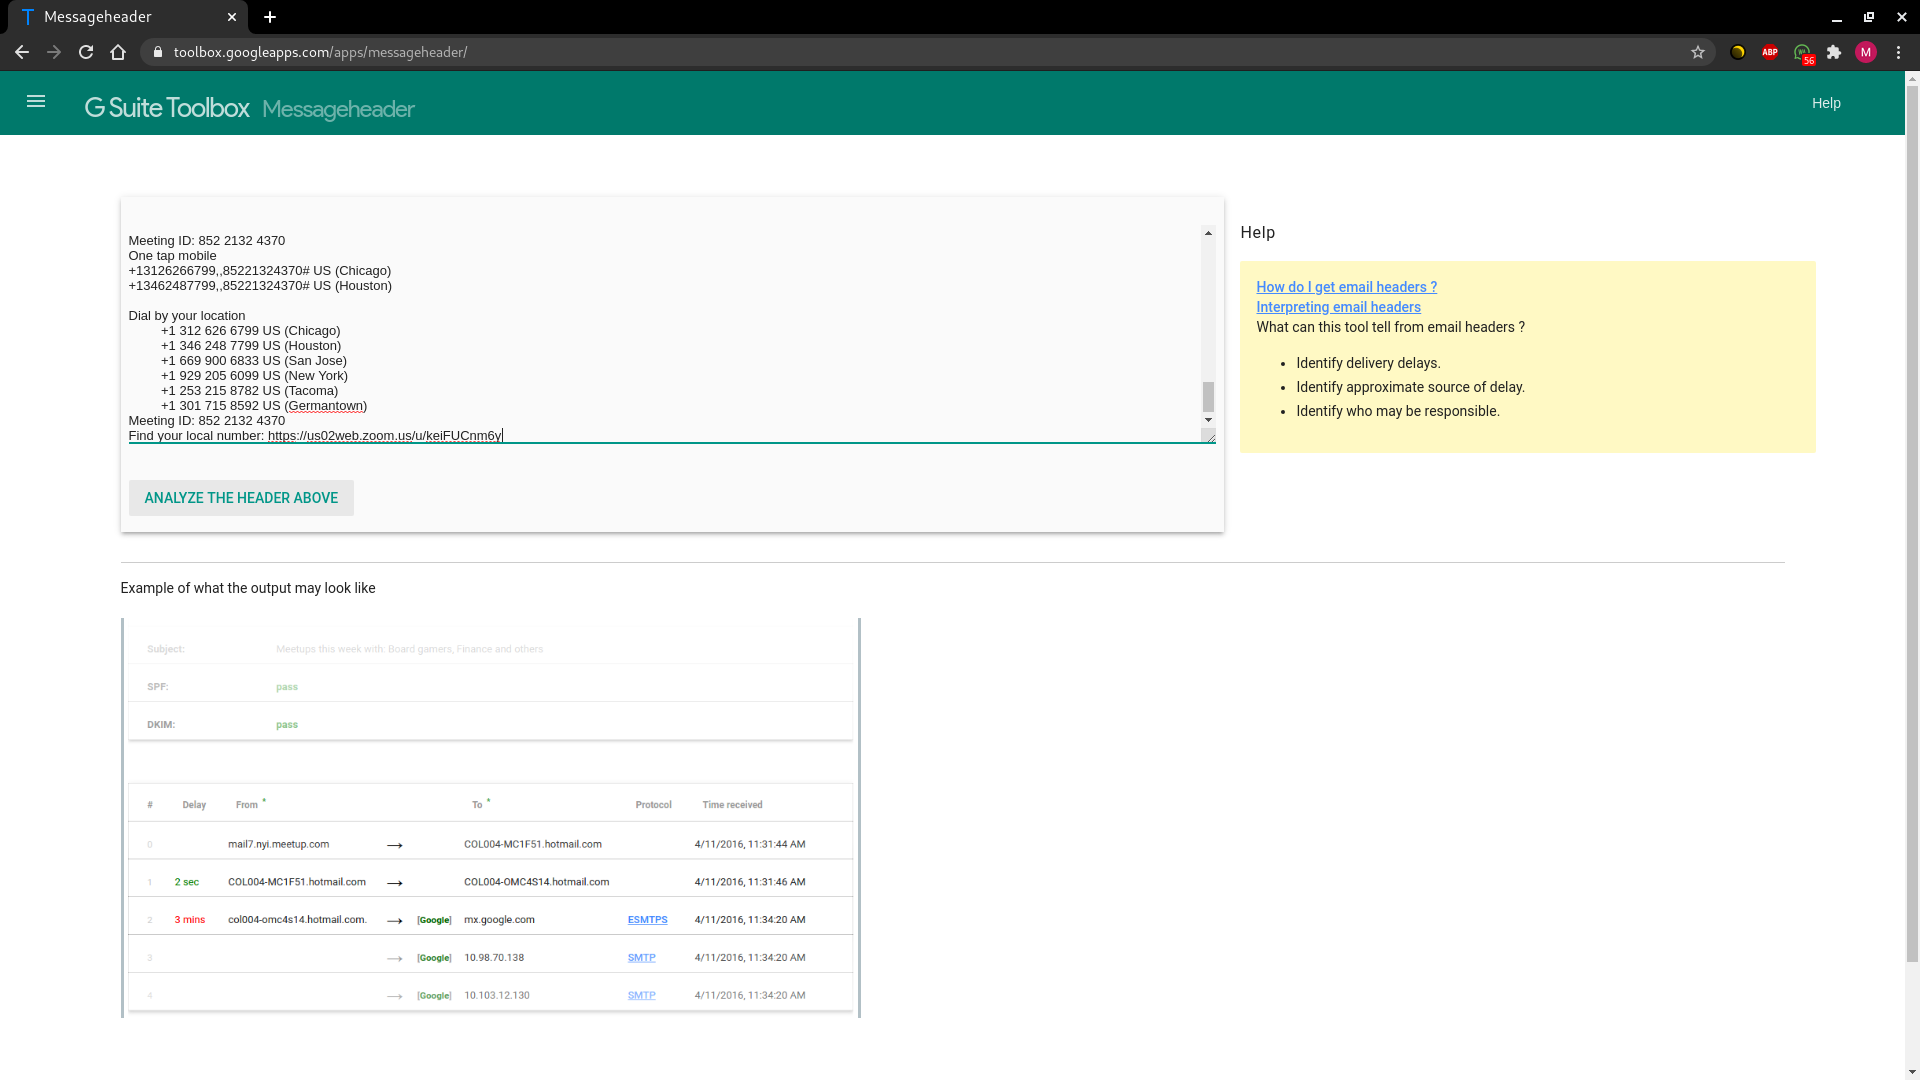 Messageheader
toolbox.googleapps.com/apps/messageheader/
ABP
56
M
G Suite Toolbox Messageheader
Help
Meeting ID: 852 2132 4370
One tap mobile
+13126266799,,85221324370# US (Chicago)
+13462487799,,85221324370# US (Houston)
Dial by your location
+1 312 626 6799 US (Chicago)
+1 346 248 7799 US (Houston)
+1 669 900 6833 US (San Jose)
+1 929 205 6099 US (New York)
+1 253 215 8782 US (Tacoma)
+1 301 715 8592 US (Germantown)
Meeting ID: 852 2132 4370
Find your local number: https://us02web.zoom.us/u/keiFUCnm6y
ANALYZE THE HEADER ABOVE
Help
How do I get email headers ?
Interpreting email headers
What can this tool tell from email headers ?
• Identify delivery delays.
• Identify approximate source of delay.
• Identify who may be responsible.
Example of what the output may look like
Subject: Meetups this week with: Board gamers, Finance and others
SPF: pass
DKIM: pass
# Delay From * To * Protocol Time received
0 mail7.nyi.meetup.com → COL004-MC1F51.hotmail.com 4/11/2016, 11:31:44 AM
1 2 sec COL004-MC1F51.hotmail.com → COL004-OMC4S14.hotmail.com 4/11/2016, 11:31:46 AM
2 3 mins col004-omc4s14.hotmail.com. → [Google] mx.google.com ESMTPS 4/11/2016, 11:34:20 AM
3 → [Google] 10.98.70.138 SMTP 4/11/2016, 11:34:20 AM
4 → [Google] 10.103.12.130 SMTP 4/11/2016, 11:34:20 AM